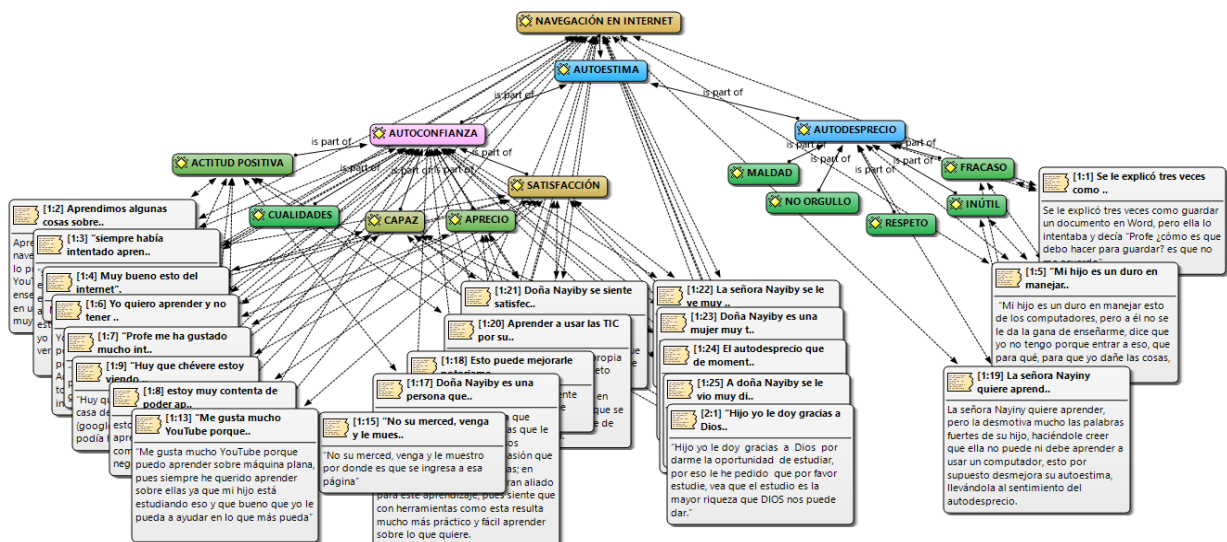 NAVEGACIÓN EN INTERNET
AUTOESTIMA
is part of
is part of
AUTOCONFIANZA
AUTODESPRECIO
is part of
is part of
is part of
is part of
is part of
is part of
is part of
is part of
ACTITUD POSITIVA
SATISFACCIÓN
MALDAD
FRACASO
CUALIDADES
CAPAZ
APRECIO
NO ORGULLO
RESPETO
INÚTIL
[1:1] Se le explicó tres veces
como ..
Se le explicó tres veces como guardar
un documento en Word, pero ella lo
intentaba y decía "Profe ¿cómo es que
debo hacer para guardar? es que no
[1:2] Aprendimos algunas
cosas sobre..
[1:3] "siempre había
intentado apren..
[1:4] Muy bueno esto del
internet".
[1:6] Yo quiero aprender y no
tener ..
[1:7] "Profe me ha gustado
mucho int..
[1:9] "Huy que chévere estoy
viendo ..
[1:8] estoy muy contenta de
poder ap..
[1:13] "Me gusta mucho
YouTube porque..
"Me gusta mucho YouTube porque
puedo aprender sobre máquina plana,
pues siempre he querido aprender
sobre ellas ya que mi hijo está
estudiando eso y que bueno que yo le
pueda a ayudar en lo que más pueda"
[1:15] "No su merced, venga
y le mues..
"No su merced, venga y le muestro
por donde es que se ingresa a esa
página"
[1:21] Doña Nayiby se siente
satisfec..
[1:20] Aprender a usar las TIC
por su..
[1:18] Esto puede mejorarle
[1:17] Doña Nayiby es una
persona que..
para este aprendizaje, pues siente que
con herramientas como esta resulta
mucho más práctico y fácil aprender
sobre lo que quiere.
[1:22] La señora Nayiby se le
ve muy ..
[1:23] Doña Nayiby es una
mujer muy t..
[1:24] El autodesprecio que
de moment..
[1:25] A doña Nayiby se le
vio muy di..
[2:1] "Hijo yo le doy gracias a
Dios..
"Hijo yo le doy gracias a Dios por
darme la oportunidad de estudiar,
por eso le he pedido que por favor
estudie, vea que el estudio es la
mayor riqueza que DIOS nos puede
dar."
[1:5] "Mi hijo es un duro en
manejar..
"Mi hijo es un duro en manejar esto
de los computadores, pero a él no se
le da la gana de enseñarme, dice que
yo no tengo porque entrar a eso, que
para qué, para que yo dañe las cosas,
[1:19] La señora Nayiny
quiere aprend..
La señora Nayiny quiere aprender,
pero la desmotiva mucho las palabras
fuertes de su hijo, haciéndole creer
que ella no puede ni debe aprender a
usar un computador, esto por
supuesto desmejora su autoestima,
llevándola al sentimiento del
autodesprecio.